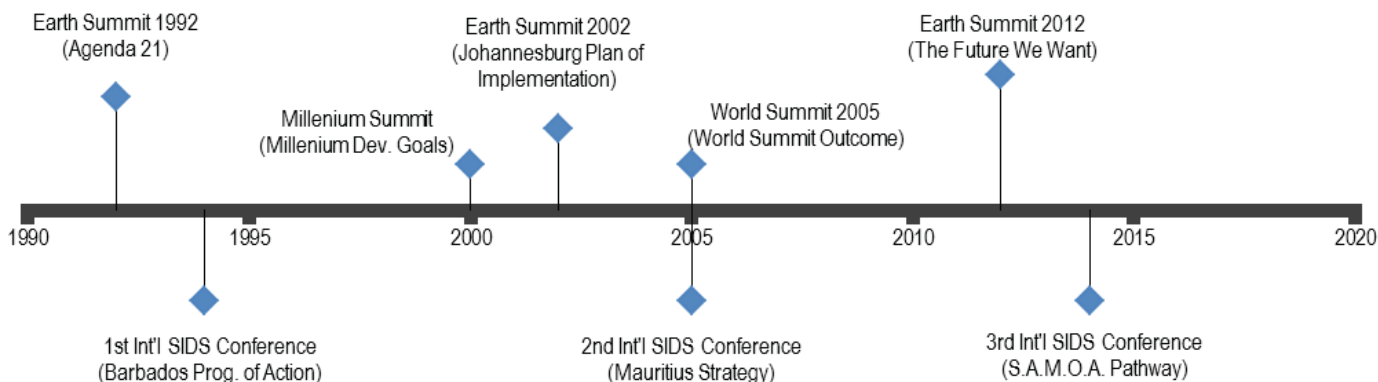 Earth Summit 1992
(Agenda 21)
Earth Summit 2002
(Johannesburg Plan of
Implementation)
Earth Summit 2012
(The Future We Want)
Millenium Summit
(Millenium Dev. Goals)
World Summit 2005
(World Summit Outcome)
1990
1995
2000
2005
2010
2015
2020
1st Int'l SIDS Conference
(Barbados Prog. of Action)
2nd Int'l SIDS Conference
(Mauritius Strategy)
3rd Int'l SIDS Conference
(S.A.M.O.A. Pathway)